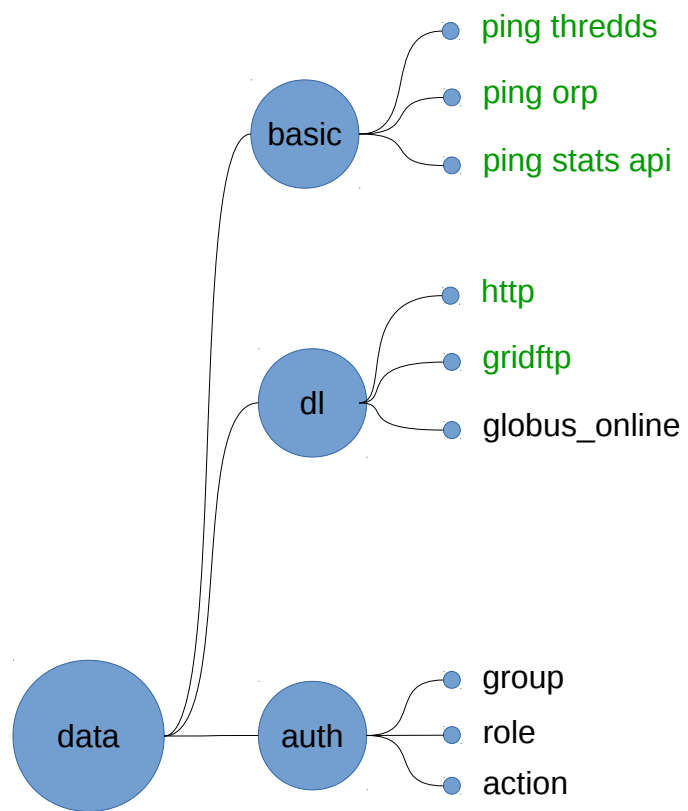 ping thredds
ping orp
basic
ping stats api
http
gridftp
dl
globus_online
group
data
auth
role
action